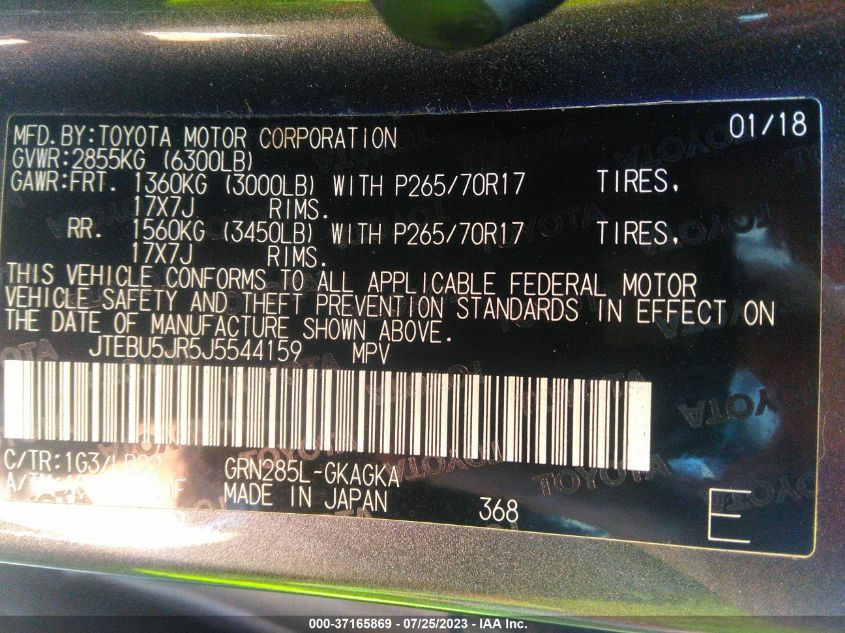 01/18
MFD.BY:TOYOTA MOTOR CORPORATION
GVWR:2855KG (6300LB)
GAWR:FRT. 1360KG (3000LB) WITH P265/70R17 TIRES,
17X7J RIMS.
RR. 1560KG (3450LB) WITH P265/70R17 TIRES,
17X7J RIMS.
THIS VEHICLE CONFORMS TO ALL APPLICABLE FEDERAL MOTOR
VEHICLE SAFETY AND THEFT PREVENTION STANDARDS IN EFFECT ON
THE DATE OF MANUFACTURE SHOWN ABOVE.
JTEBU5JR5J5544159 MPV
C/TR:1G3/ GRN285L-GKAGKA
MADE IN JAPAN 368
E
TOYOTA
000-37165869 / 07/25/2023 / IAA Inc.